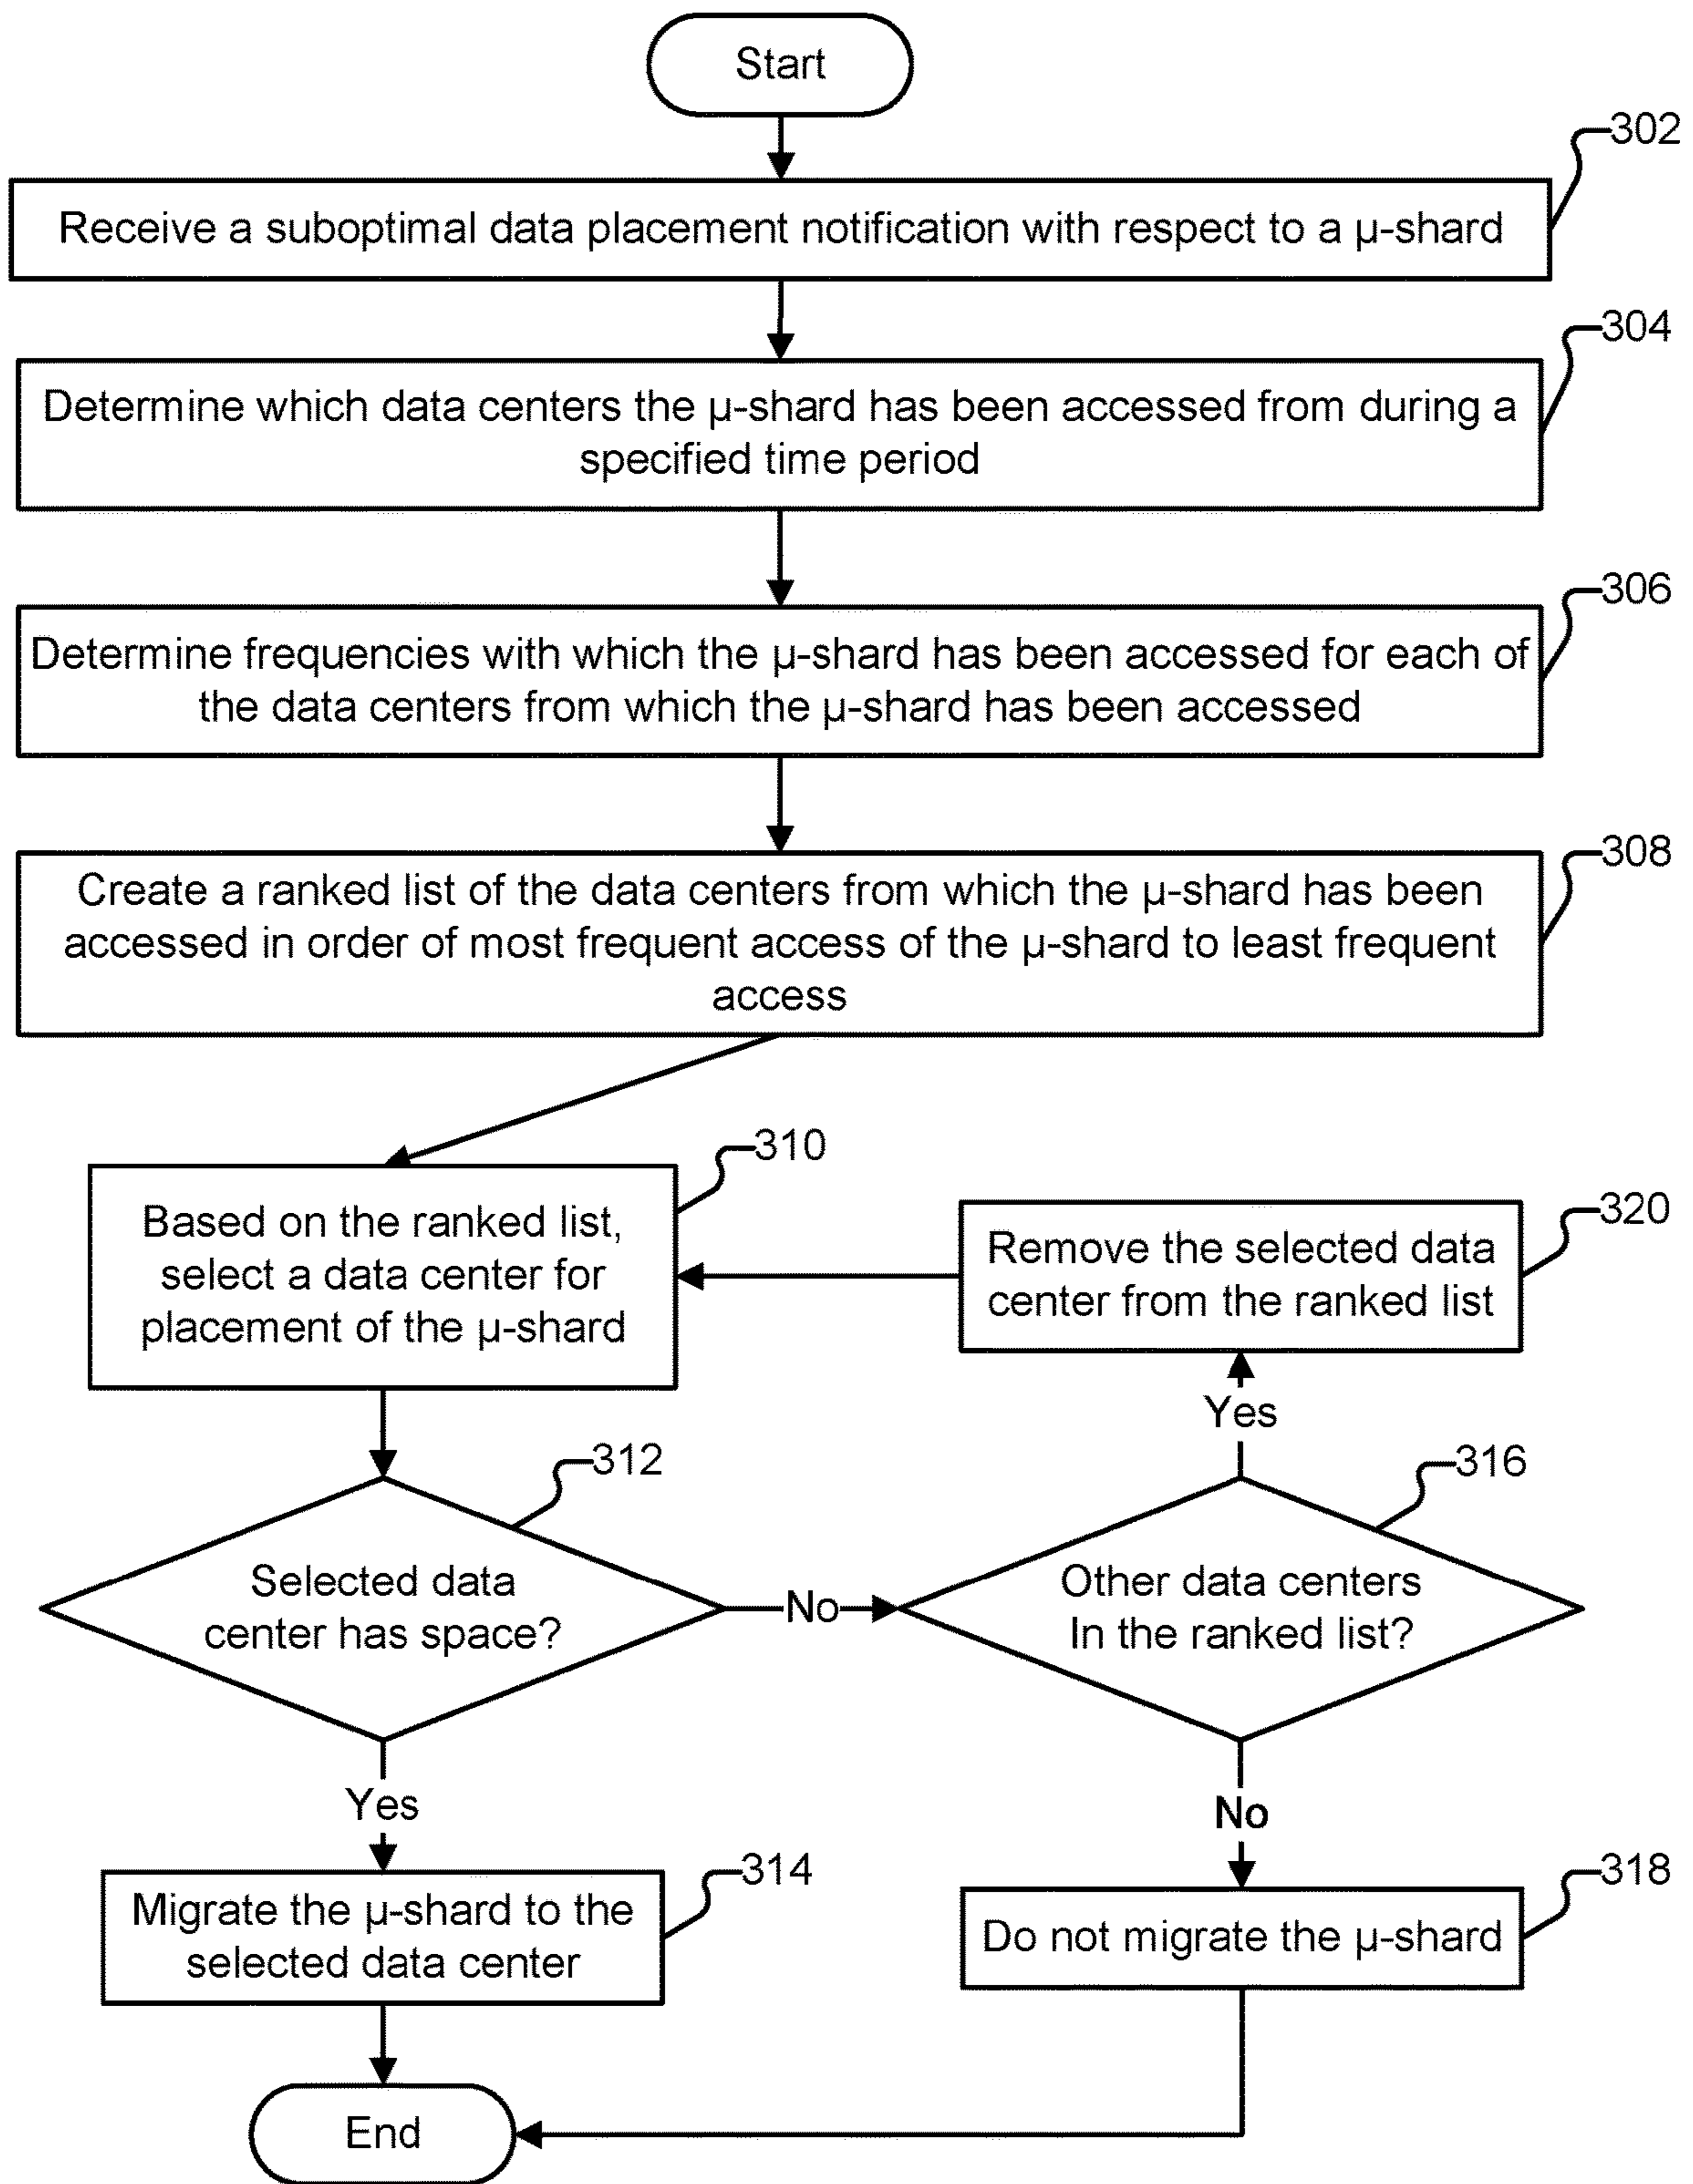 Start
302
Receive a suboptimal data placement notification with respect to a µ-shard
304
Determine which data centers the µ-shard has been accessed from during a
specified time period
306
Determine frequencies with which the µ-shard has been accessed for each of
the data centers from which the µ-shard has been accessed
308
Create a ranked list of the data centers from which the µ-shard has been
accessed in order of most frequent access of the µ-shard to least frequent
access
310
Based on the ranked list,
select a data center for
placement of the µ-shard
320
Remove the selected data
center from the ranked list
Yes
312
Selected data
center has space?
No
316
Other data centers
In the ranked list?
Yes
No
314
Migrate the µ-shard to the
selected data center
318
Do not migrate the µ-shard
End